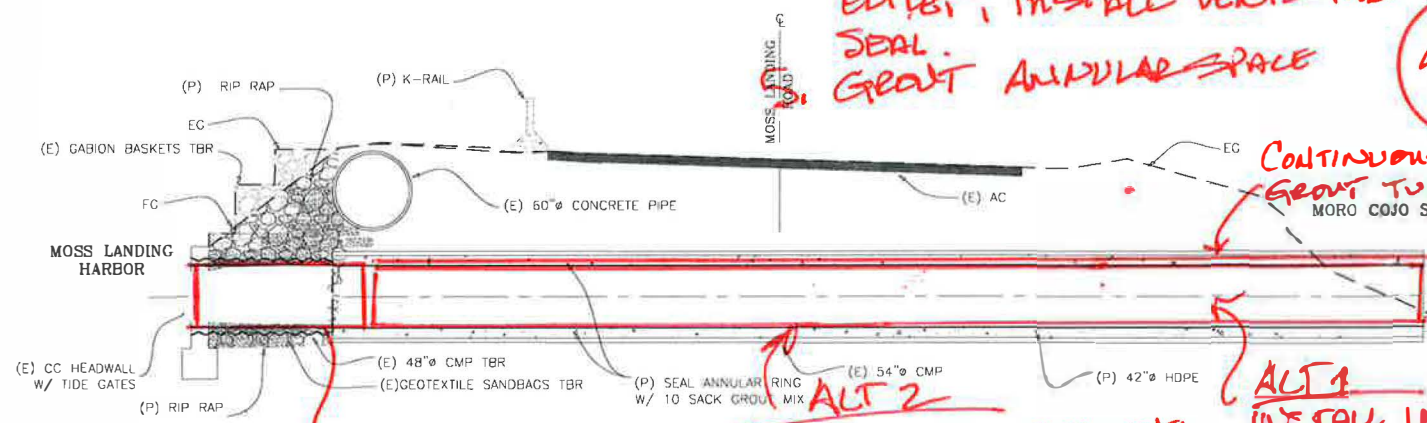 SEAL.
GROUT ANNULAR SPACE
℄
MOSS LANDING
ROAD
(P) K-RAIL
(P) RIP RAP
EG
(E) GABION BASKETS TBR
FG
(E) 60"ø CONCRETE PIPE
(E) AC
EG
MORO COJO S
GROUT TO
MOSS LANDING
HARBOR
(E) CC HEADWALL
W/ TIDE GATES
(P) RIP RAP
(E) 48"ø CMP TBR
(E)GEOTEXTILE SANDBAGS TBR
(P) SEAL ANNULAR RING
W/ 10 SACK GROUT MIX
(E) 54"ø CMP
(P) 42"ø HDPE
ALT 2
ALT 1